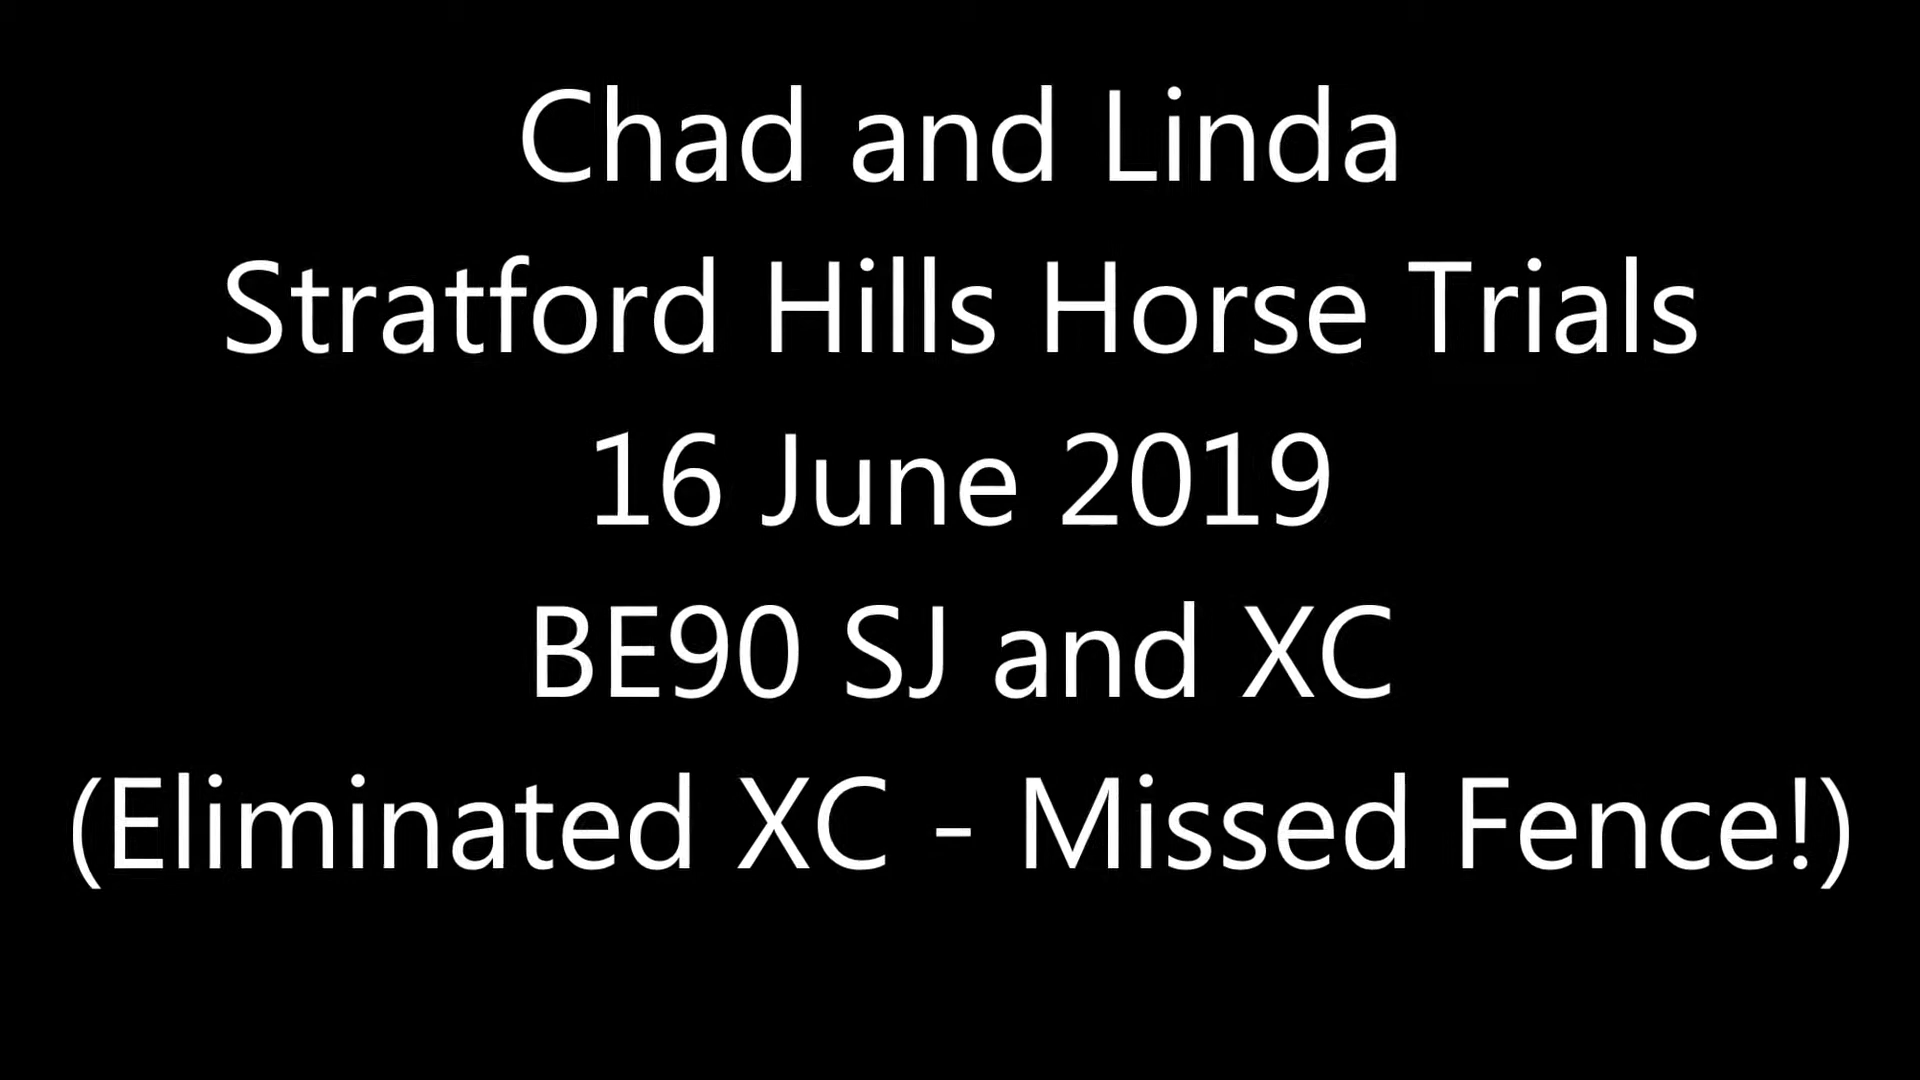 Chad and Linda
Stratford Hills Horse Trials
16 June 2019
BE90 SJ and XC
(Eliminated XC - Missed Fence!)